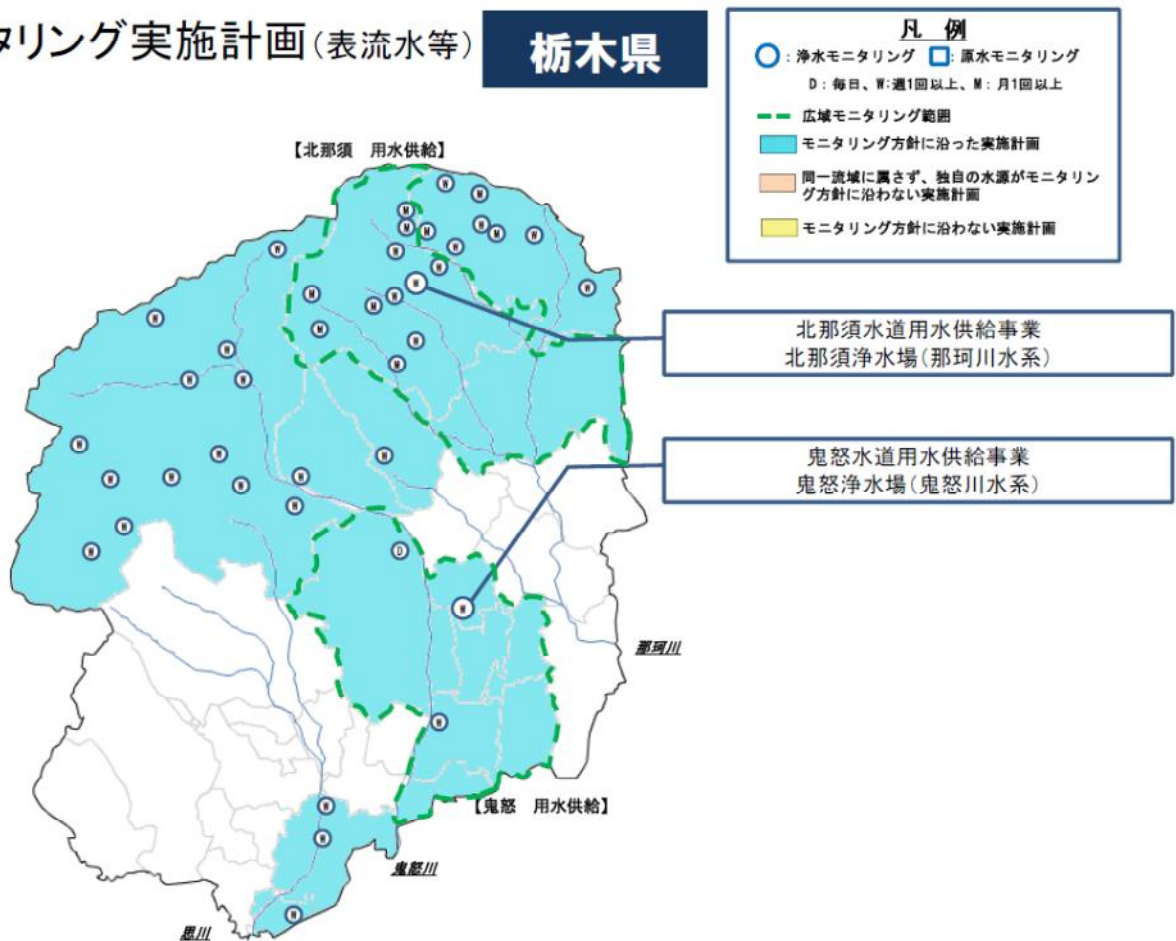 タリング実施計画(表流水等)
栃木県
凡 例
○:浄水モニタリング □:原水モニタリング
D:毎日、W:週1回以上、M:月1回以上
広域モニタリング範囲
モニタリング方針に沿った実施計画
同一流域に属さず、独自の水源がモニタリン
グ方針に沿わない実施計画
モニタリング方針に沿わない実施計画
【北那須 用水供給】
北那須水道用水供給事業
北那須浄水場(那珂川水系)
鬼怒水道用水供給事業
鬼怒浄水場(鬼怒川水系)
D
那珂川
【鬼怒 用水供給】
鬼怒川
思川